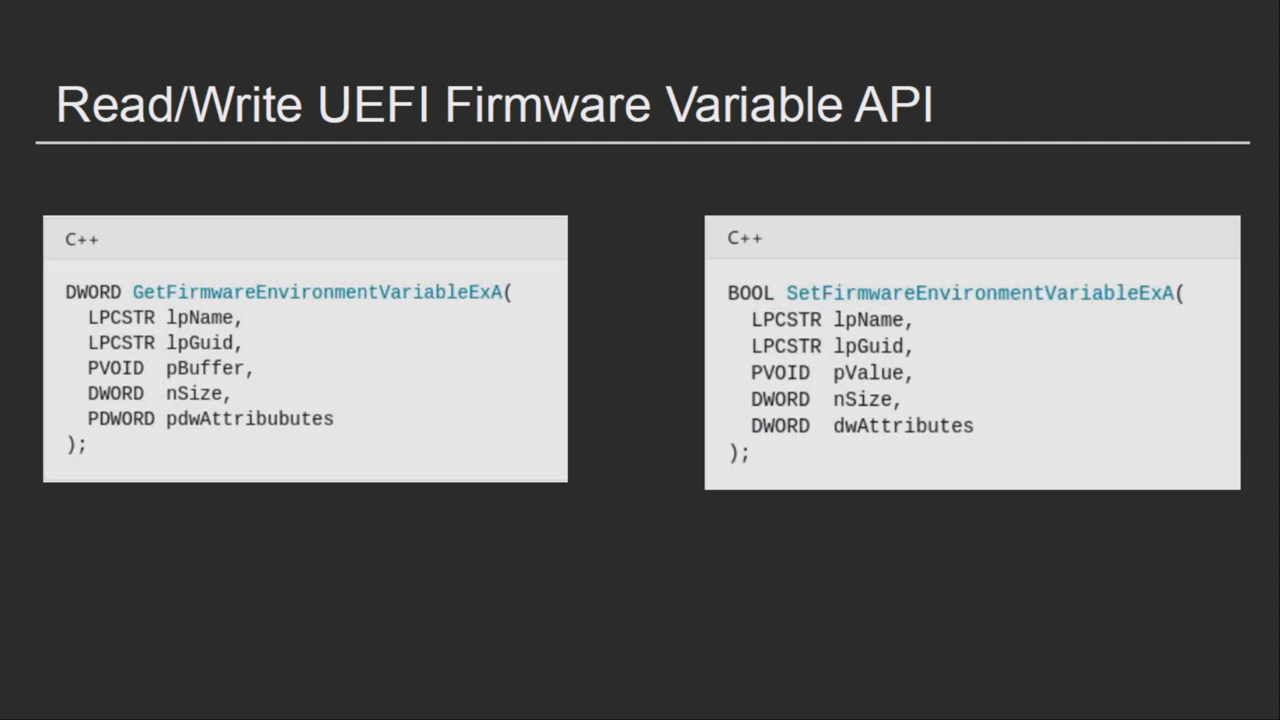 Read/Write UEFI Firmware Variable API
C++
DWORD GetFirmwareEnvironmentVariableExA(
LPCSTR lpName,
LPCSTR lpGuid,
PVOID pBuffer,
DWORD nSize,
PDWORD pdwAttribubutes
);
C++
BOOL SetFirmwareEnvironmentVariableExA(
LPCSTR lpName,
LPCSTR lpGuid,
PVOID pValue,
DWORD nSize,
DWORD dwAttributes
);